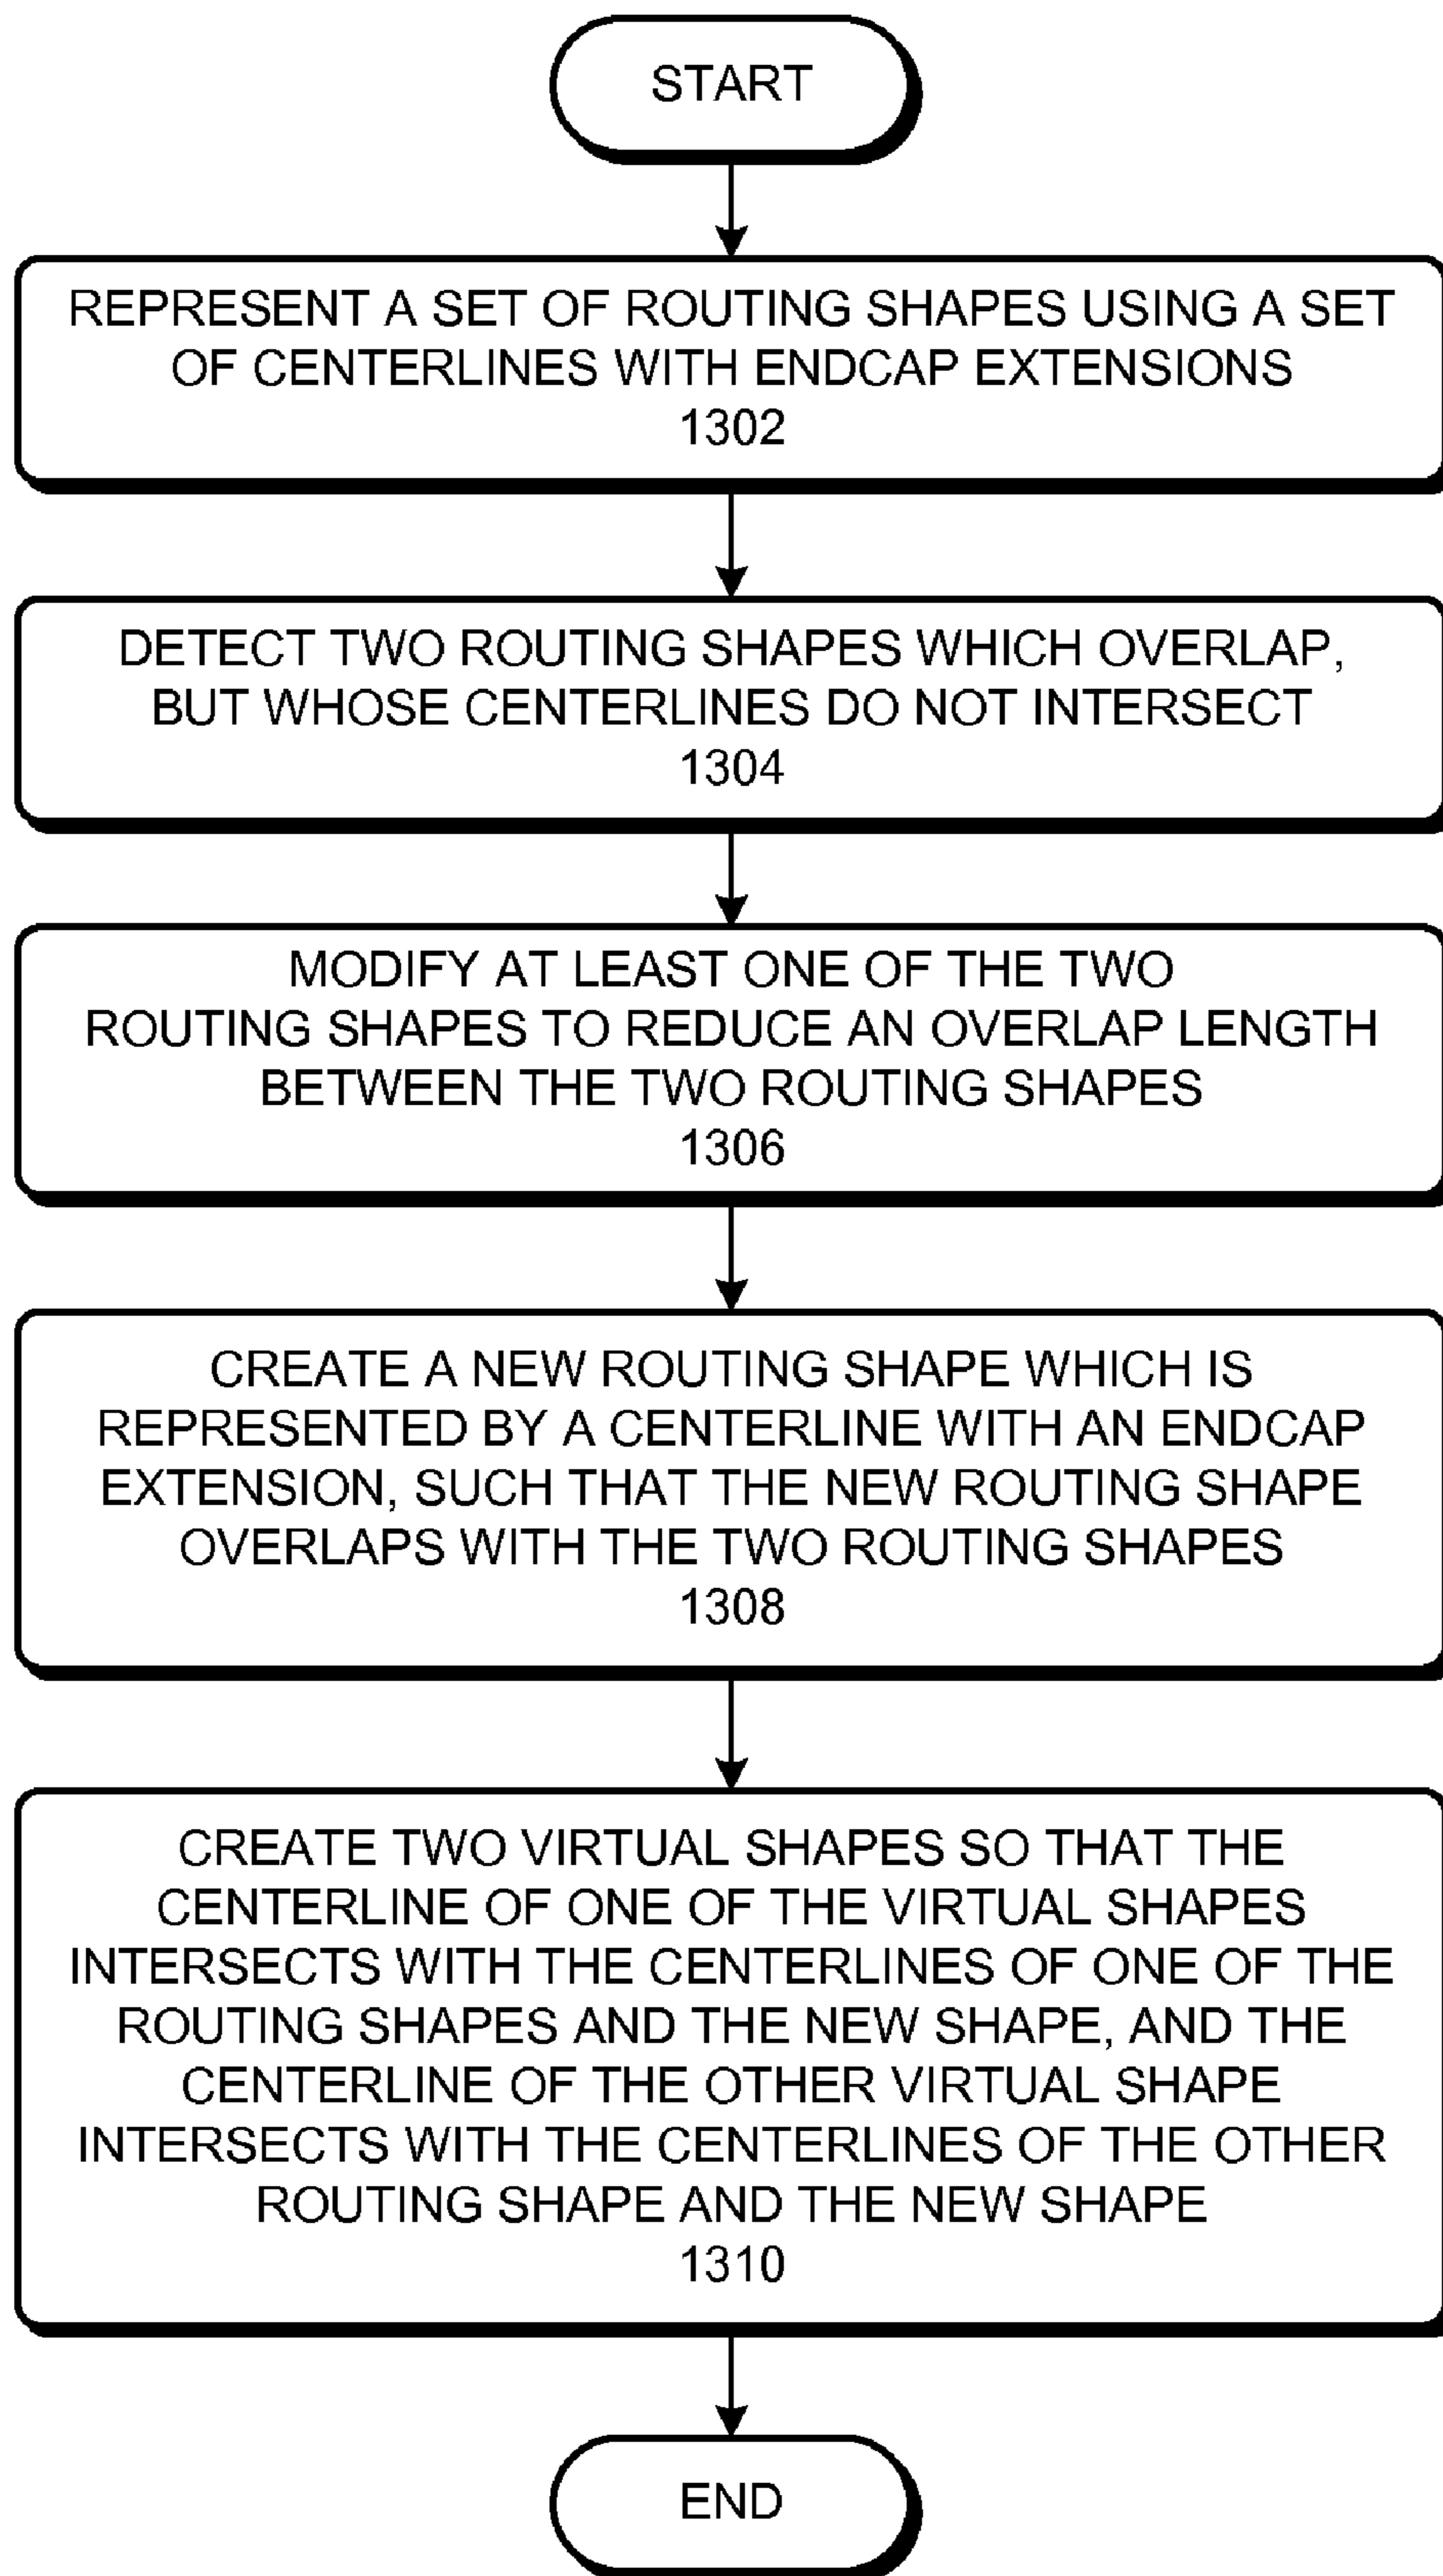 START
REPRESENT A SET OF ROUTING SHAPES USING A SET
OF CENTERLINES WITH ENDCAP EXTENSIONS
1302
DETECT TWO ROUTING SHAPES WHICH OVERLAP,
BUT WHOSE CENTERLINES DO NOT INTERSECT
1304
MODIFY AT LEAST ONE OF THE TWO
ROUTING SHAPES TO REDUCE AN OVERLAP LENGTH
BETWEEN THE TWO ROUTING SHAPES
1306
CREATE A NEW ROUTING SHAPE WHICH IS
REPRESENTED BY A CENTERLINE WITH AN ENDCAP
EXTENSION, SUCH THAT THE NEW ROUTING SHAPE
OVERLAPS WITH THE TWO ROUTING SHAPES
1308
CREATE TWO VIRTUAL SHAPES SO THAT THE
CENTERLINE OF ONE OF THE VIRTUAL SHAPES
INTERSECTS WITH THE CENTERLINES OF ONE OF THE
ROUTING SHAPES AND THE NEW SHAPE, AND THE
CENTERLINE OF THE OTHER VIRTUAL SHAPE
INTERSECTS WITH THE CENTERLINES OF THE OTHER
ROUTING SHAPE AND THE NEW SHAPE
1310
END